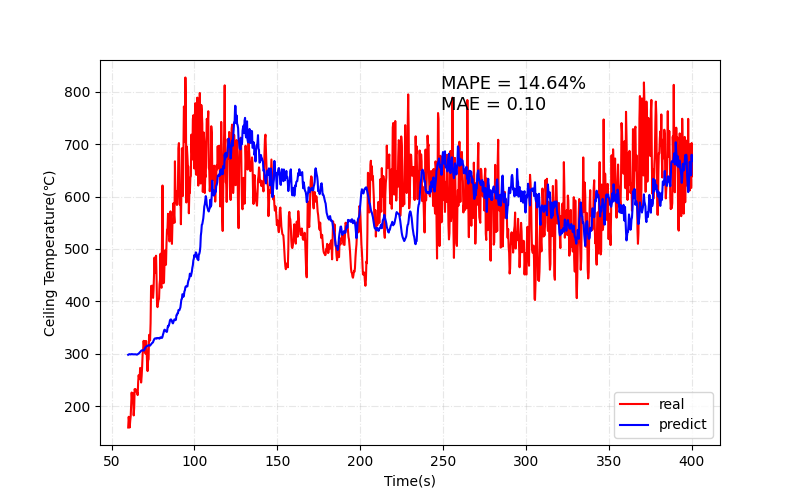 MAPE = 14.64%
MAE = 0.10
800
700
600
500
400
300
200
Ceiling Temperature(℃)
real
predict
50 100 150 200 250 300 350 400
Time(s)